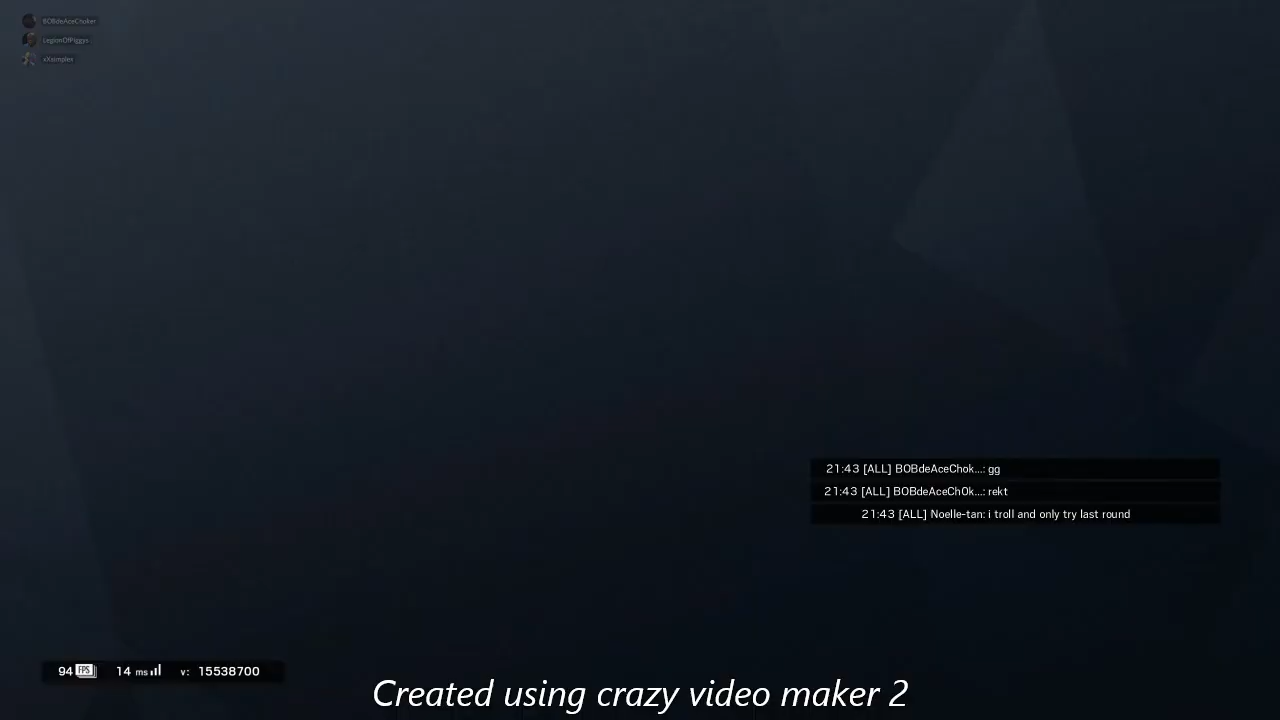 BOBdeAceChoker
LegionOfPiggys
xXsimplex
21:43 [ALL] BOBdeAceChok...: gg
21:43 [ALL] BOBdeAceChOk...: rekt
21:43 [ALL] Noelle-tan: i troll and only try last round
94 FPS 14 ms v: 15538700
Created using crazy video maker 2